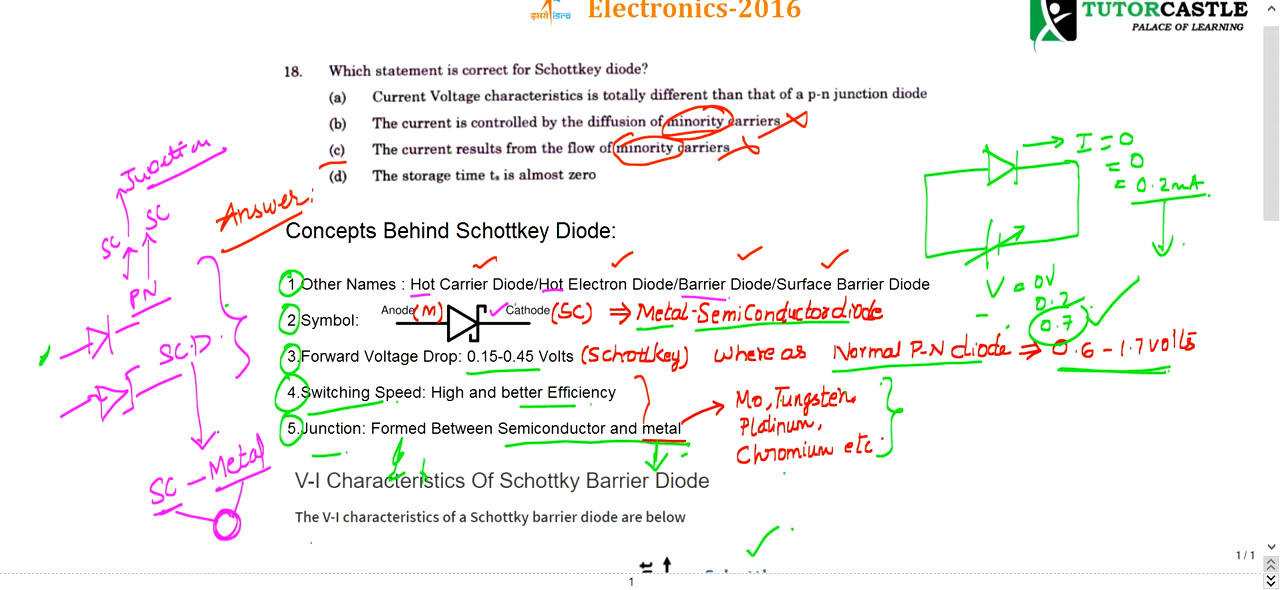 इसरो isro Electronics-2016
TUTORCASTLE
PALACE OF LEARNING
18. Which statement is correct for Schottkey diode?
(a) Current Voltage characteristics is totally different than that of a p-n junction diode
(b) The current is controlled by the diffusion of minority carriers
(c) The current results from the flow of minority carriers
(d) The storage time tₛ is almost zero
Junction
SC SC
PN
SCD
SC - Metal
Answer:
I = 0
= 0
= 0.2mA
V = 0V
0.2
0.7
Concepts Behind Schottkey Diode:
1.Other Names : Hot Carrier Diode/Hot Electron Diode/Barrier Diode/Surface Barrier Diode
2.Symbol: Anode(M) Cathode(SC) ⇒ Metal-SemiConductor diode
3.Forward Voltage Drop: 0.15-0.45 Volts (Schottkey) Where as Normal P-N diode ⇒ 0.6 - 1.7 volts
4.Switching Speed: High and better Efficiency
5.Junction: Formed Between Semiconductor and metal
Mo, Tungsten,
Platinum,
Chromium etc
V-I Characteristics Of Schottky Barrier Diode
The V-I characteristics of a Schottky barrier diode are below
1 / 1
1